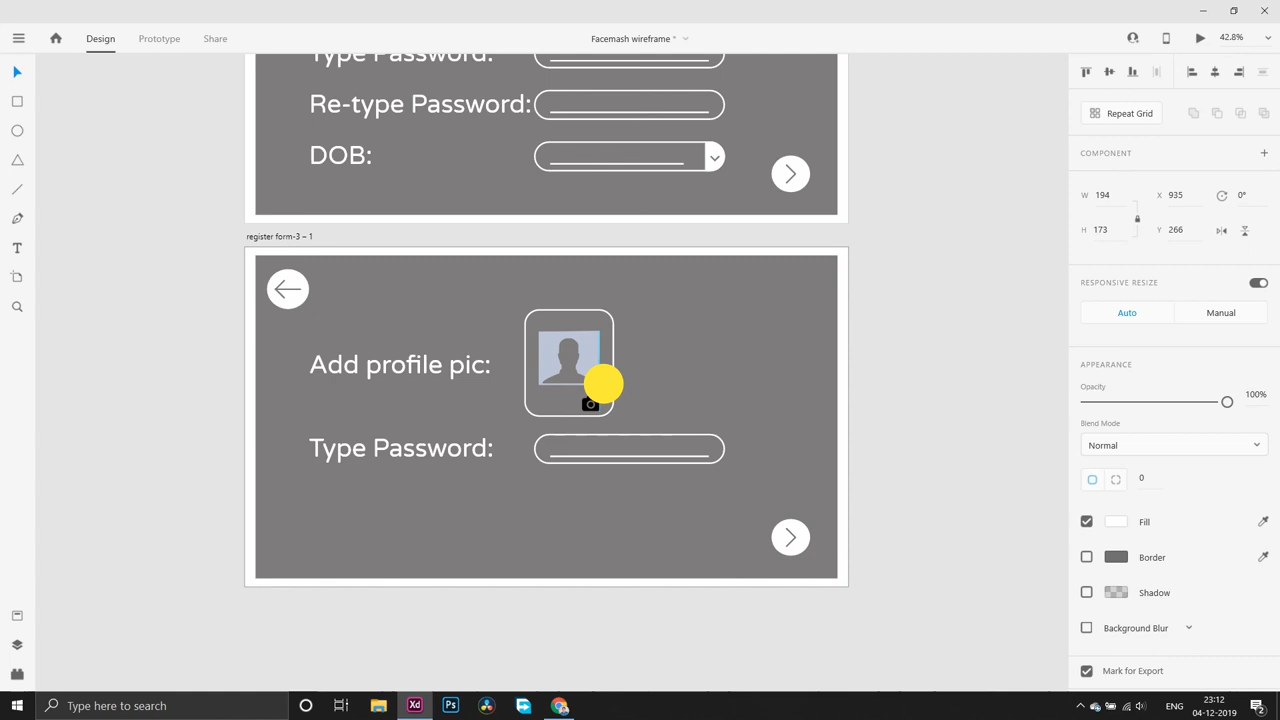 Design
Prototype
Share
Facemash wireframe *
42.8%
Type Password:
Re-type Password:
DOB:
register form-3 – 1
Add profile pic:
Type Password:
Repeat Grid
COMPONENT
W 194 X 935 0°
H 173 Y 266
RESPONSIVE RESIZE
Auto Manual
APPEARANCE
Opacity
100%
Blend Mode
Normal
0
Fill
Border
Shadow
Background Blur
Mark for Export
Type here to search
Xd
Ps
ENG
23:12
04-12-2019
2